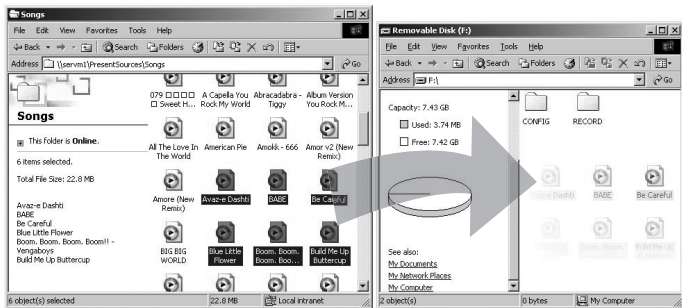 Songs
File Edit View Favorites Tools Help
Back Search Folders
Address \\servm1\PresentSources\Songs Go
Songs
This folder is Online.
6 items selected.
Total File Size: 22.8 MB
Avaz-e Dashti
BABE
Be Careful
Blue Little Flower
Boom. Boom. Boom. Boom!! -
Vengaboys
Build Me Up Buttercup
079 □□□□ A Capella You Abracadabra - Album Version
□ Sweet H... Rock My World Tiggy You Rock M...
All The Love In American Pie Amokk - 666 Amor v2 (New
The World Remix)
Amore (New Avaz-e Dashti BABE Be Careful
Remix)
BIG BIG Blue Little Boom. Boom. Build Me Up
WORLD Flower Boom. Boo... Buttercup
6 object(s) selected 22.8 MB Local intranet
Removable Disk (F:)
File Edit View Favorites Tools Help
Back Search Folders
Address F:\ Go
Capacity: 7.43 GB
Used: 3.74 MB
Free: 7.42 GB
See also:
My Documents
My Network Places
My Computer
CONFIG RECORD
Avaz-e Dashti BABE Be Careful
Build Me Up
2 object(s) 0 bytes My Computer